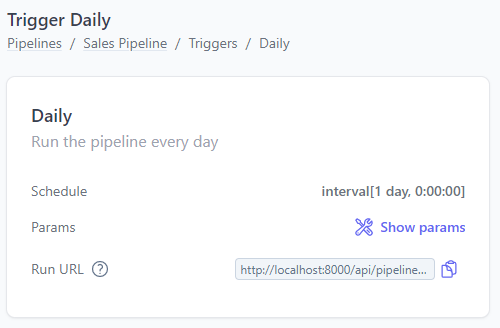 Trigger Daily
Pipelines / Sales Pipeline / Triggers / Daily
Daily
Run the pipeline every day
Schedule interval[1 day, 0:00:00]
Params Show params
Run URL ? http://localhost:8000/api/pipeline...